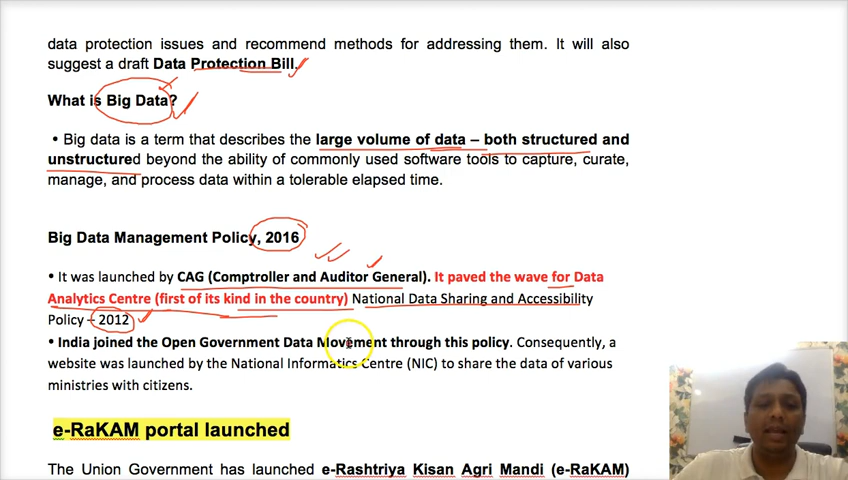 data protection issues and recommend methods for addressing them. It will also
suggest a draft Data Protection Bill.
What is Big Data?
• Big data is a term that describes the large volume of data – both structured and
unstructured beyond the ability of commonly used software tools to capture, curate,
manage, and process data within a tolerable elapsed time.
Big Data Management Policy, 2016
• It was launched by CAG (Comptroller and Auditor General). It paved the wave for Data
Analytics Centre (first of its kind in the country) National Data Sharing and Accessibility
Policy – 2012
• India joined the Open Government Data Movement through this policy. Consequently, a
website was launched by the National Informatics Centre (NIC) to share the data of various
ministries with citizens.
e-RaKAM portal launched
The Union Government has launched e-Rashtriya Kisan Agri Mandi (e-RaKAM)